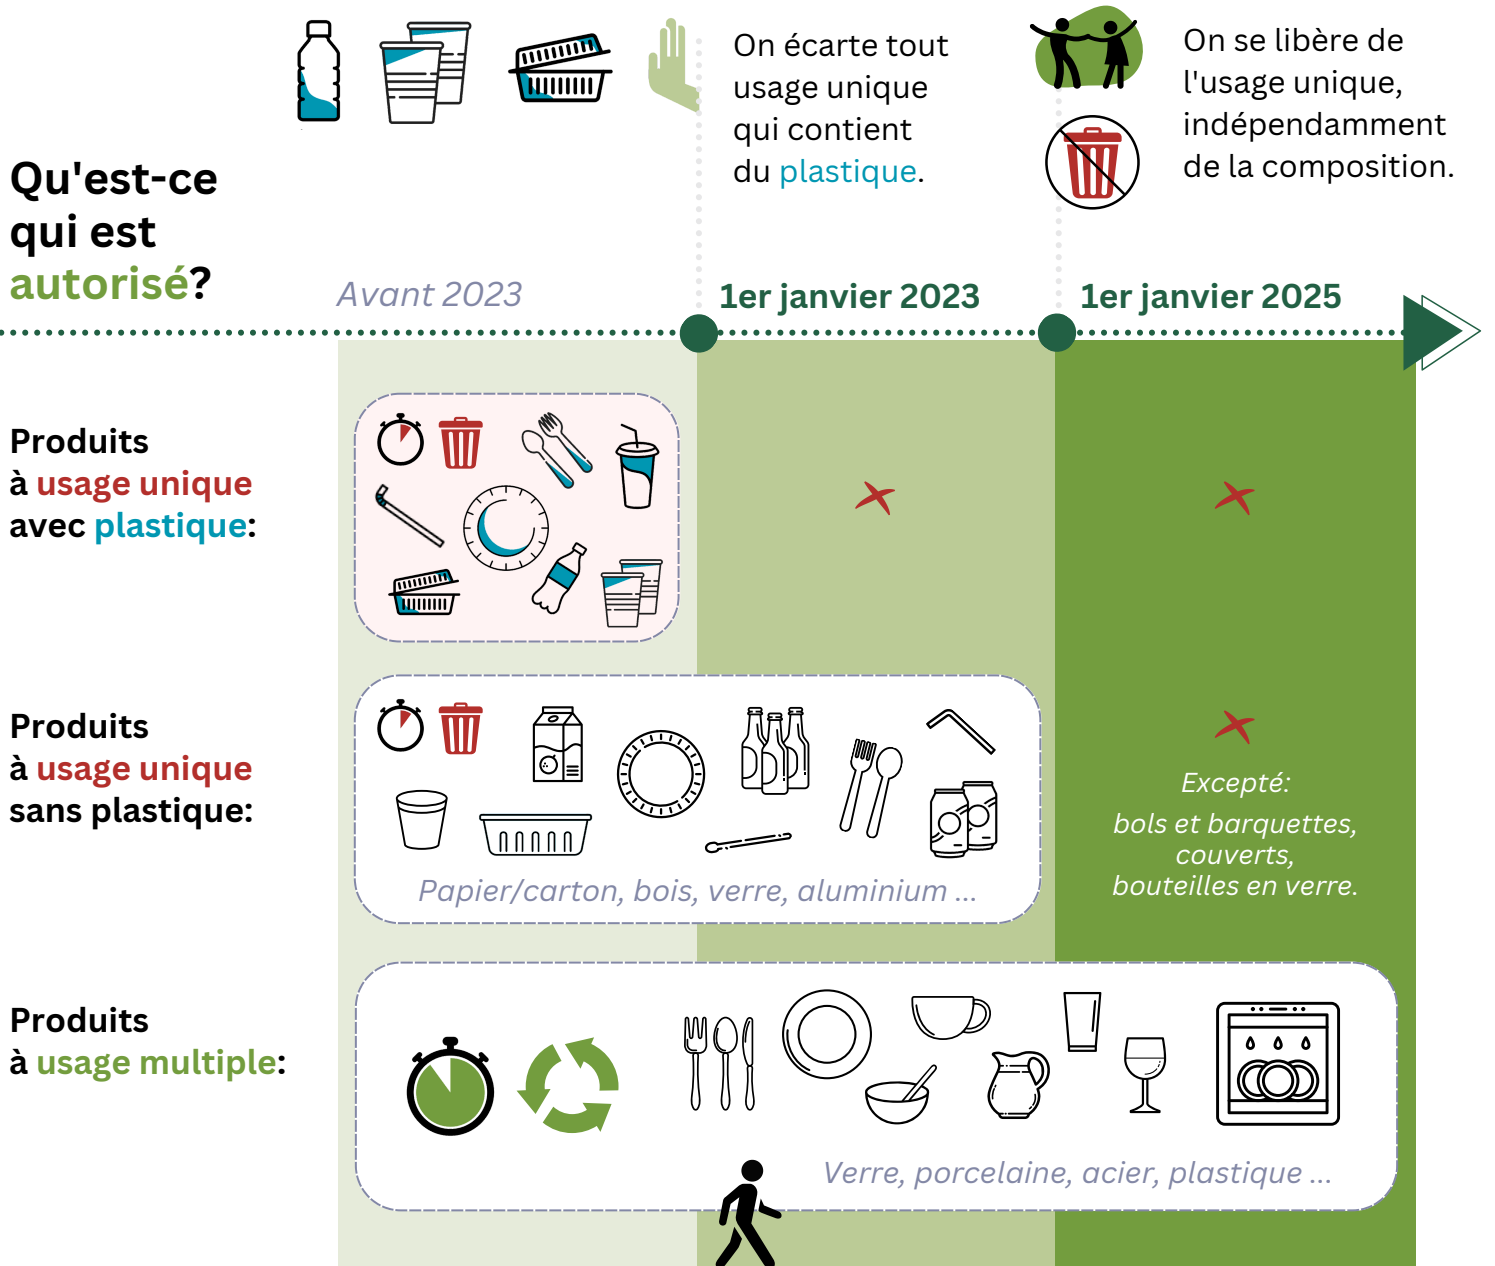 On écarte tout
usage unique
qui contient
du plastique.
On se libère de
l'usage unique,
indépendamment
de la composition.
Qu'est-ce
qui est
autorisé?
Avant 2023
1er janvier 2023
1er janvier 2025
Produits
à usage unique
avec plastique:
Produits
à usage unique
sans plastique:
Papier/carton, bois, verre, aluminium ...
Excepté:
bols et barquettes,
couverts,
bouteilles en verre.
Produits
à usage multiple:
Verre, porcelaine, acier, plastique ...